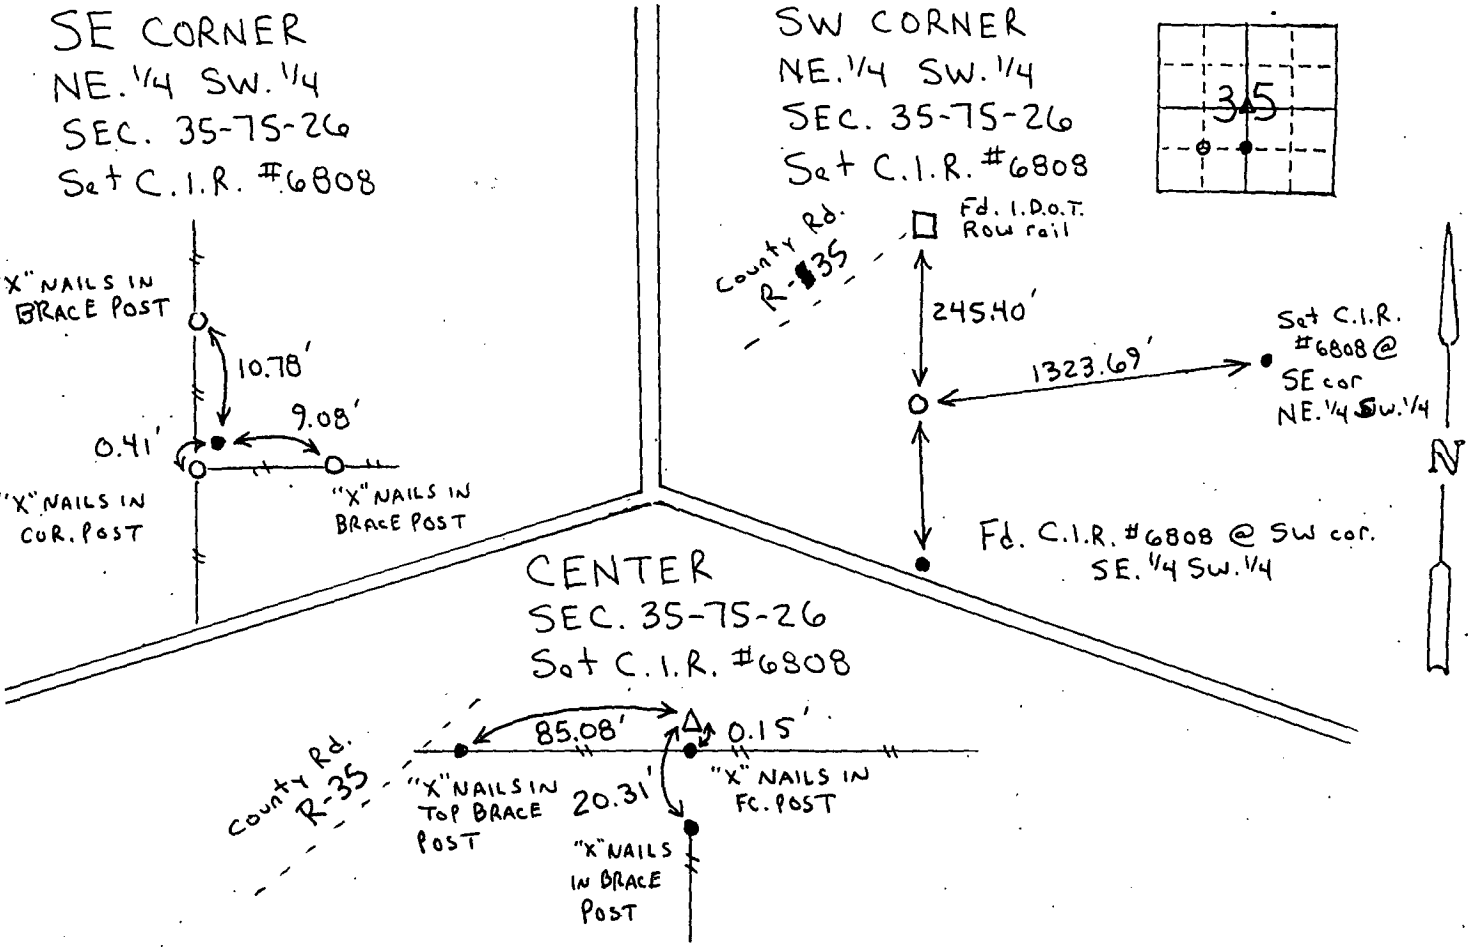 SE CORNER
NE. 1/4 SW. 1/4
SEC. 35-75-26
Set C.I.R. #6808
"X" NAILS IN
BRACE POST
10.78'
9.08'
0.41'
"X" NAILS IN
COR. POST
"X" NAILS IN
BRACE POST
SW CORNER
NE. 1/4 SW. 1/4
SEC. 35-75-26
Set C.I.R. #6808
35
County Rd.
R-35
Fd. I.D.O.T.
Row rail
245.40'
1323.69'
Set C.I.R.
#6808 @
SE cor
NE. 1/4 SW. 1/4
N
Fd. C.I.R. #6808 @ SW cor.
SE. 1/4 SW. 1/4
CENTER
SEC. 35-75-26
Set C.I.R. #6808
County Rd.
R-35
85.08'
0.15'
20.31'
"X" NAILS IN
TOP BRACE
POST
"X" NAILS IN
FC. POST
"X" NAILS
IN BRACE
POST